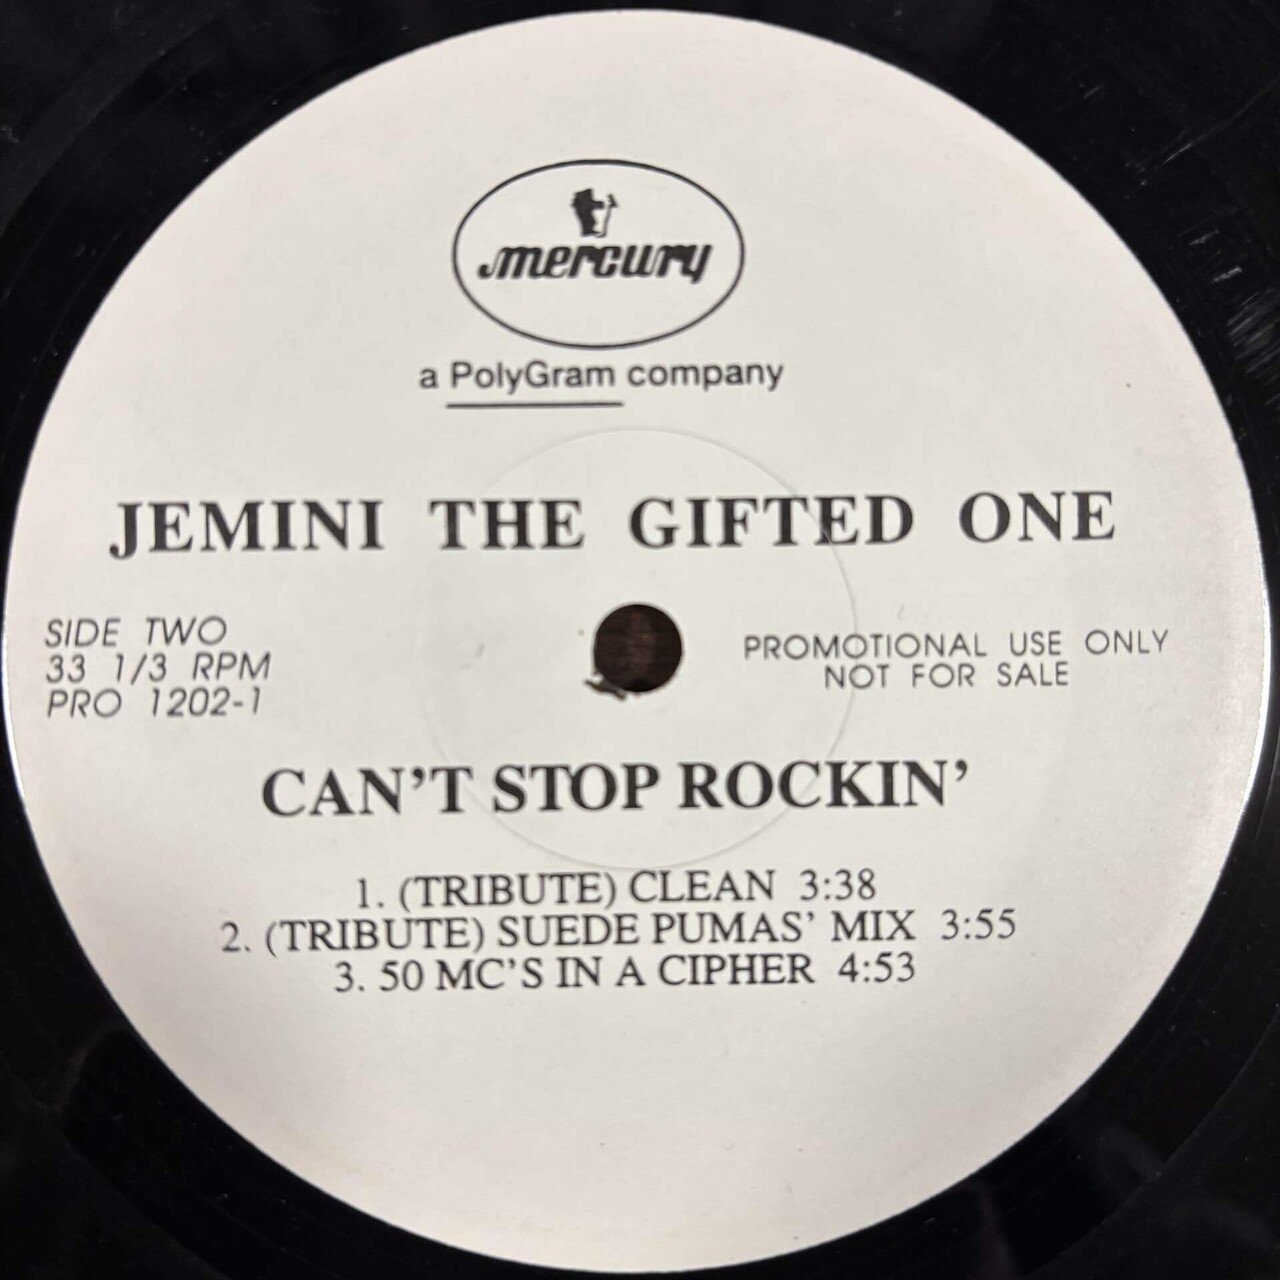 mercury
a PolyGram company
JEMINI THE GIFTED ONE
SIDE TWO
33 1/3 RPM
PRO 1202-1
PROMOTIONAL USE ONLY
NOT FOR SALE
CAN'T STOP ROCKIN'
1. (TRIBUTE) CLEAN 3:38
2. (TRIBUTE) SUEDE PUMAS' MIX 3:55
3. 50 MC'S IN A CIPHER 4:53